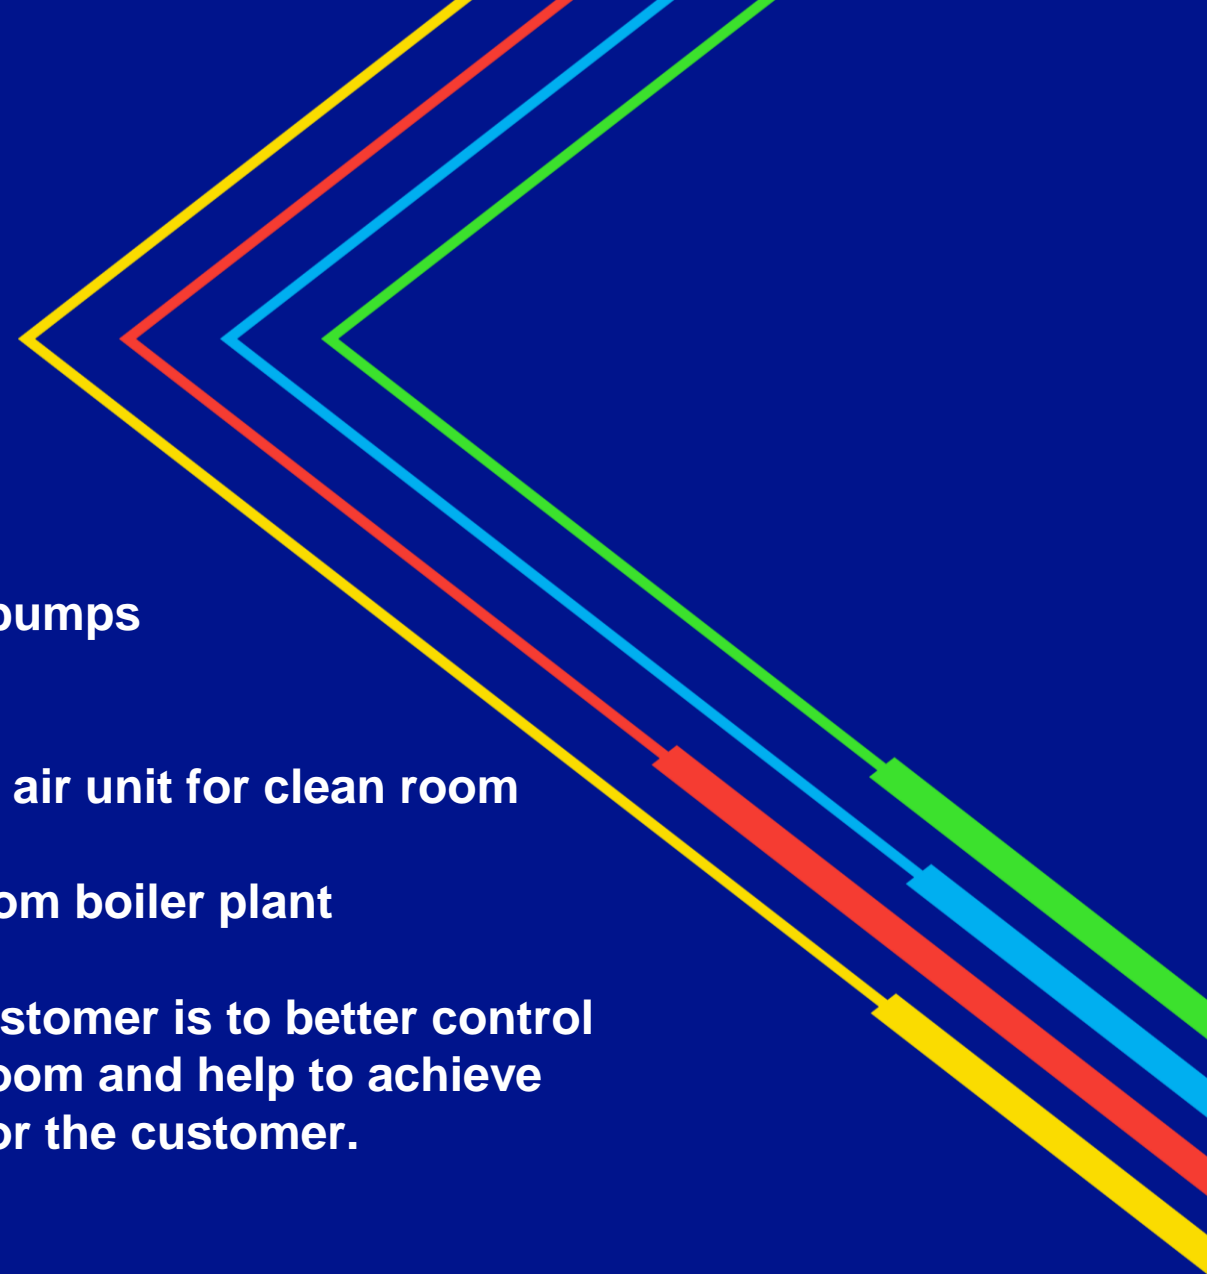 pumps
air unit for clean room
om boiler plant
stomer is to better control
oom and help to achieve
or the customer.